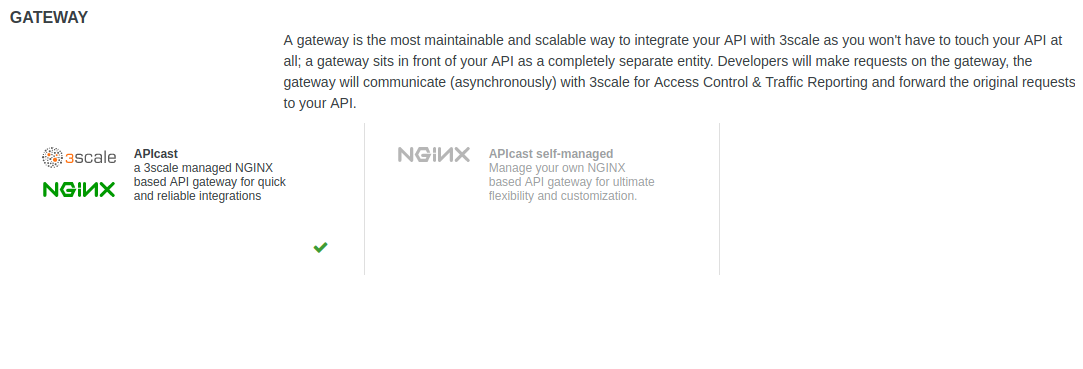 GATEWAY
A gateway is the most maintainable and scalable way to integrate your API with 3scale as you won't have to touch your API at
all; a gateway sits in front of your API as a completely separate entity. Developers will make requests on the gateway, the
gateway will communicate (asynchronously) with 3scale for Access Control & Traffic Reporting and forward the original requests
to your API.
3scale
NGINX
APIcast
a 3scale managed NGINX
based API gateway for quick
and reliable integrations
NGINX
APIcast self-managed
Manage your own NGINX
based API gateway for ultimate
flexibility and customization.